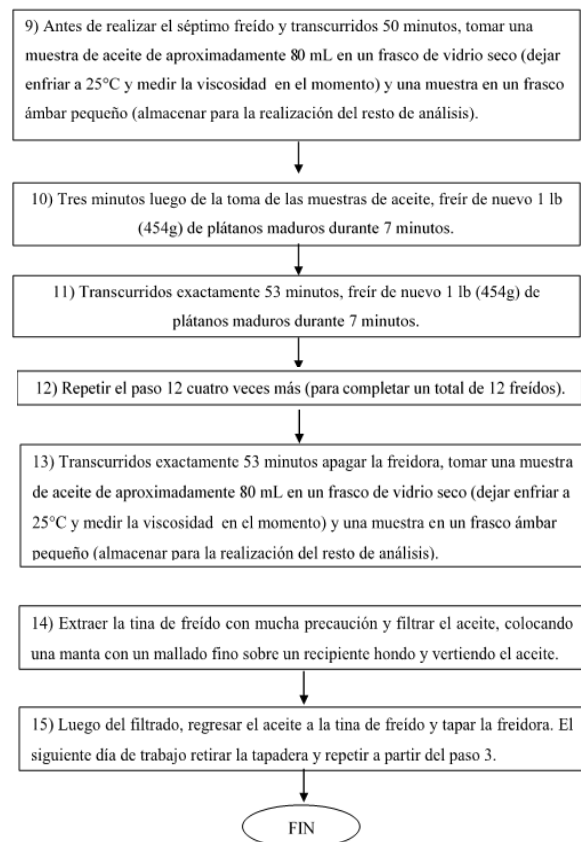 9) Antes de realizar el séptimo freído y transcurridos 50 minutos, tomar una
muestra de aceite de aproximadamente 80 mL en un frasco de vidrio seco (dejar
enfriar a 25°C y medir la viscosidad en el momento) y una muestra en un frasco
ámbar pequeño (almacenar para la realización del resto de análisis).
10) Tres minutos luego de la toma de las muestras de aceite, freír de nuevo 1 lb
(454g) de plátanos maduros durante 7 minutos.
11) Transcurridos exactamente 53 minutos, freír de nuevo 1 lb (454g) de
plátanos maduros durante 7 minutos.
12) Repetir el paso 12 cuatro veces más (para completar un total de 12 freídos).
13) Transcurridos exactamente 53 minutos apagar la freidora, tomar una muestra
de aceite de aproximadamente 80 mL en un frasco de vidrio seco (dejar enfriar a
25°C y medir la viscosidad en el momento) y una muestra en un frasco ámbar
pequeño (almacenar para la realización del resto de análisis).
14) Extraer la tina de freído con mucha precaución y filtrar el aceite, colocando
una manta con un mallado fino sobre un recipiente hondo y vertiendo el aceite.
15) Luego del filtrado, regresar el aceite a la tina de freído y tapar la freidora. El
siguiente día de trabajo retirar la tapadera y repetir a partir del paso 3.
FIN